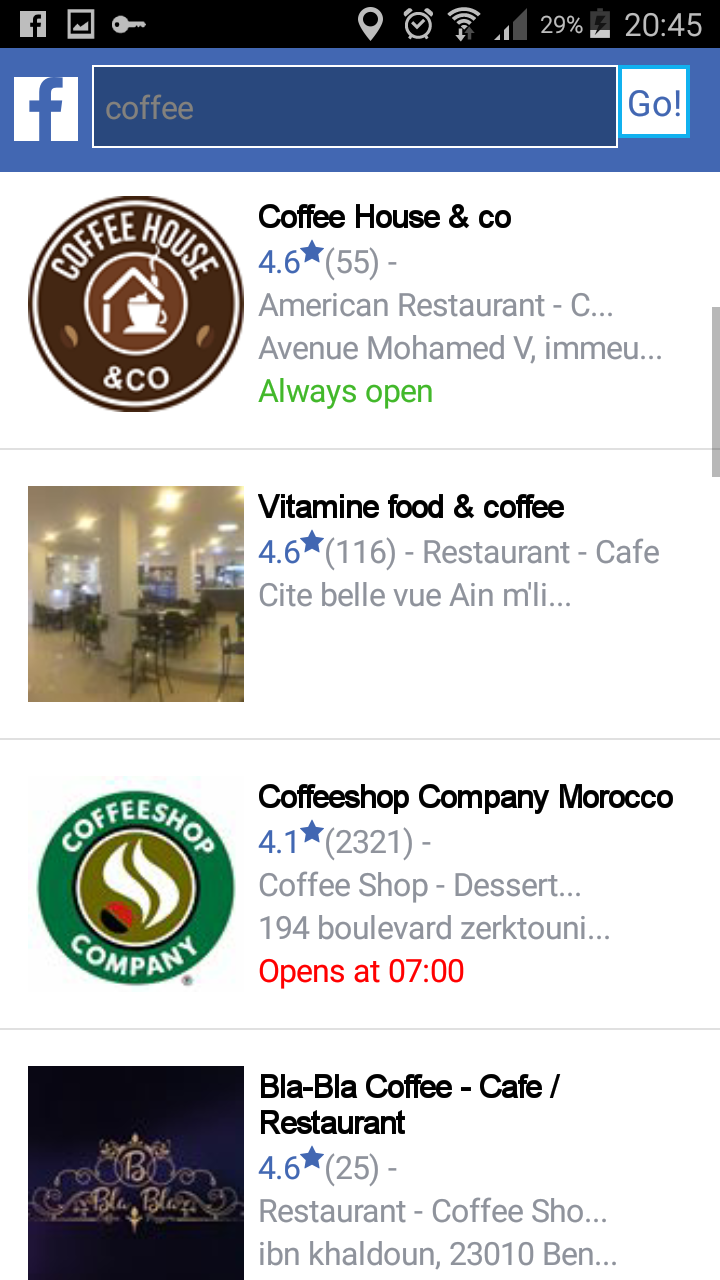 29% 20:45
f coffee Go!
COFFEE HOUSE
&CO
Coffee House & co
4.6★(55) -
American Restaurant - C...
Avenue Mohamed V, immeu...
Always open
Vitamine food & coffee
4.6★(116) - Restaurant - Cafe
Cite belle vue Ain m'li...
COFFEESHOP
COMPANY
®
Coffeeshop Company Morocco
4.1★(2321) -
Coffee Shop - Dessert...
194 boulevard zerktouni...
Opens at 07:00
B
Bla Bla
Bla-Bla Coffee - Cafe /
Restaurant
4.6★(25) -
Restaurant - Coffee Sho...
ibn khaldoun, 23010 Ben...